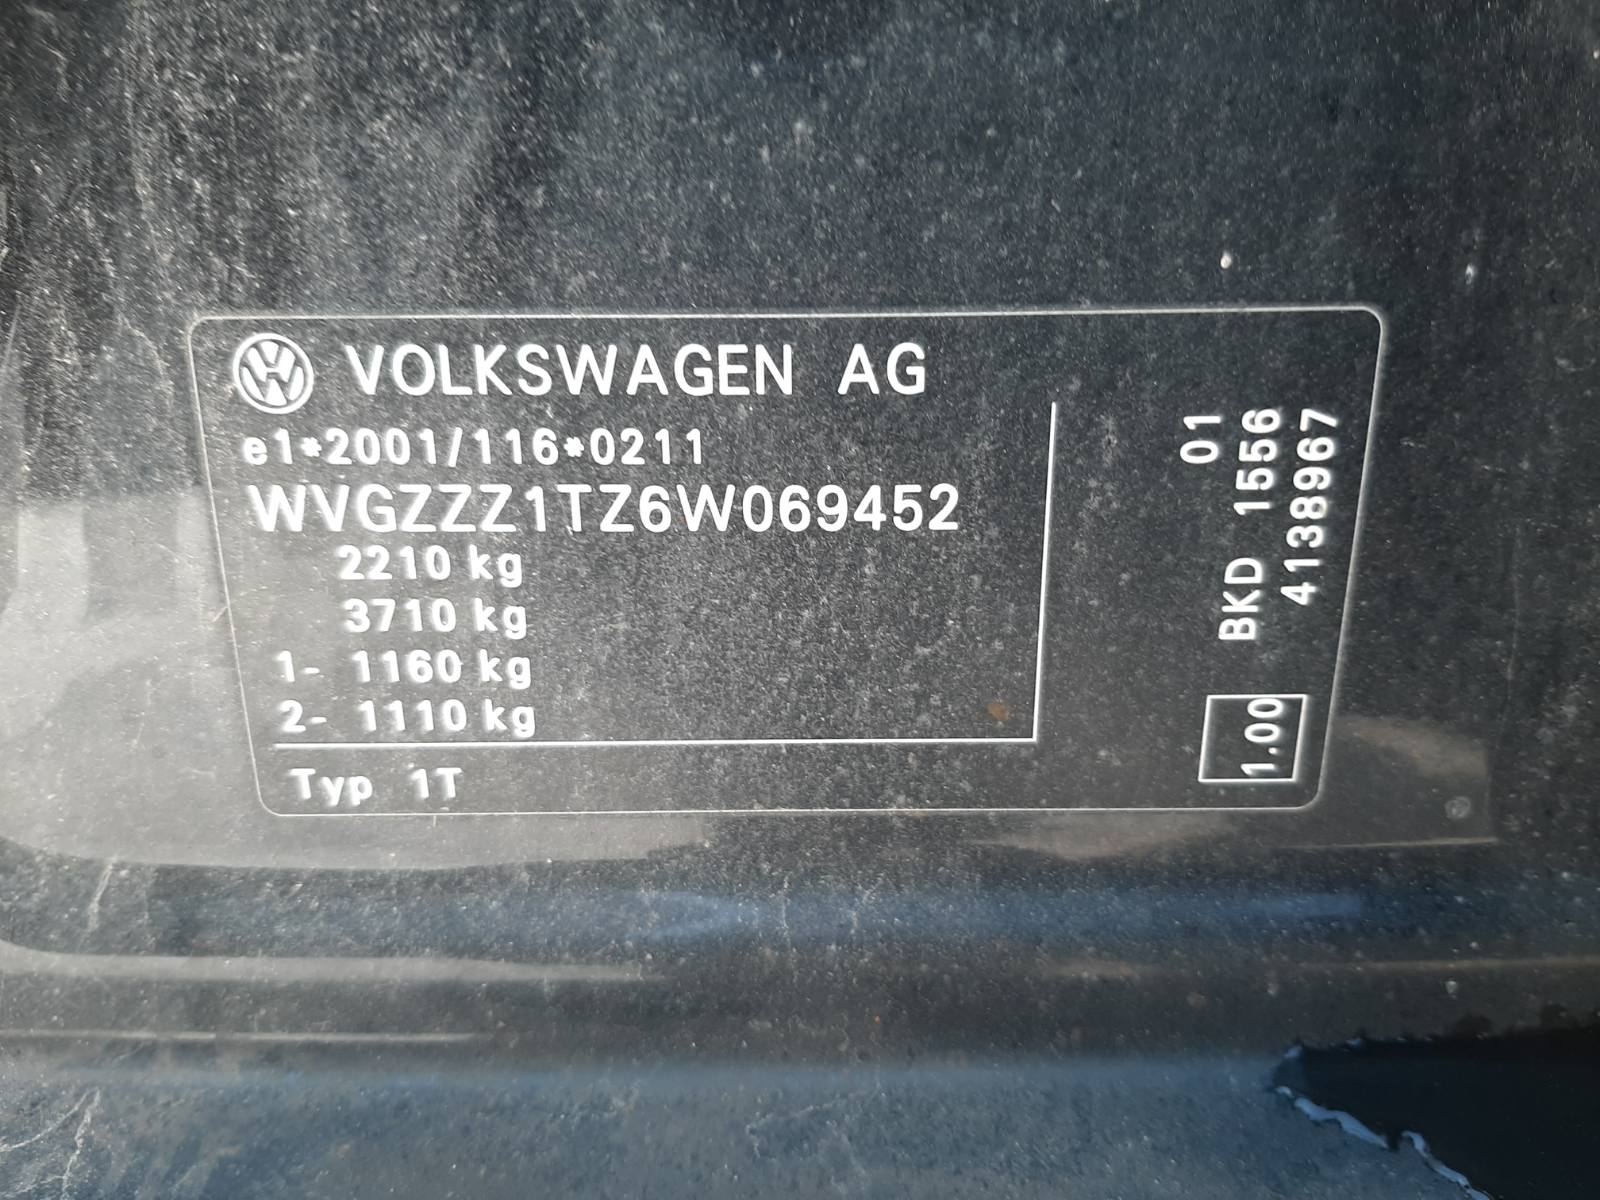 VOLKSWAGEN AG
e1*2001/116*0211
WVGZZZ1TZ6W069452
2210 kg
3710 kg
1- 1160 kg
2- 1110 kg
Typ 1T
01
BKD 1556
4138967
1.00